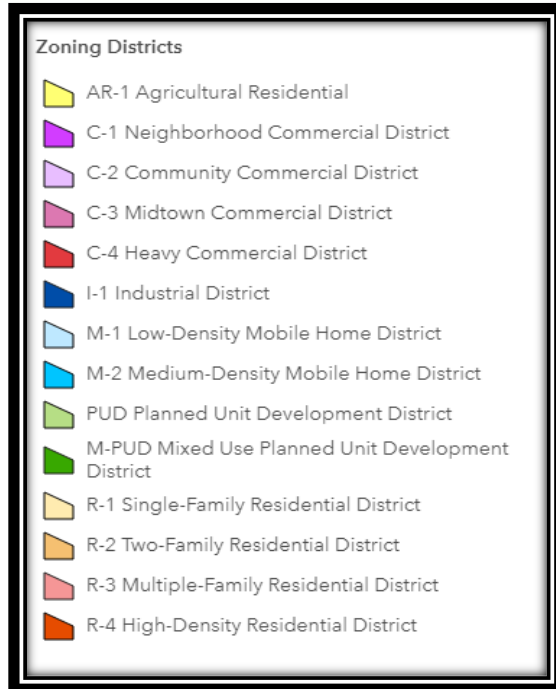 Zoning Districts
AR-1 Agricultural Residential
C-1 Neighborhood Commercial District
C-2 Community Commercial District
C-3 Midtown Commercial District
C-4 Heavy Commercial District
I-1 Industrial District
M-1 Low-Density Mobile Home District
M-2 Medium-Density Mobile Home District
PUD Planned Unit Development District
M-PUD Mixed Use Planned Unit Development
District
R-1 Single-Family Residential District
R-2 Two-Family Residential District
R-3 Multiple-Family Residential District
R-4 High-Density Residential District